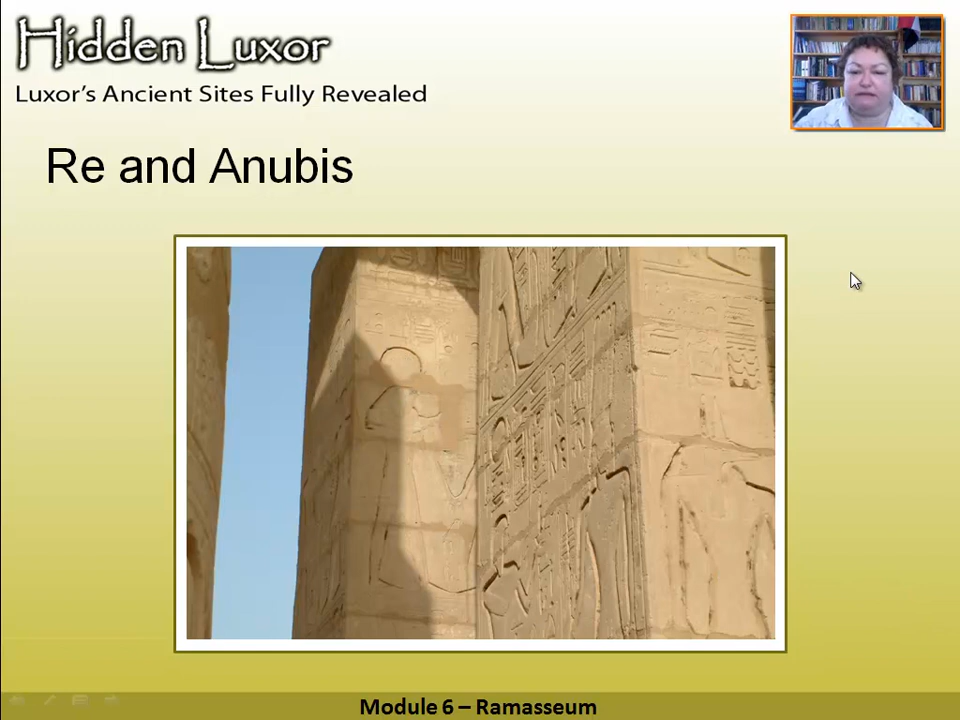 Hidden Luxor
Luxor's Ancient Sites Fully Revealed
Re and Anubis
Module 6 – Ramasseum